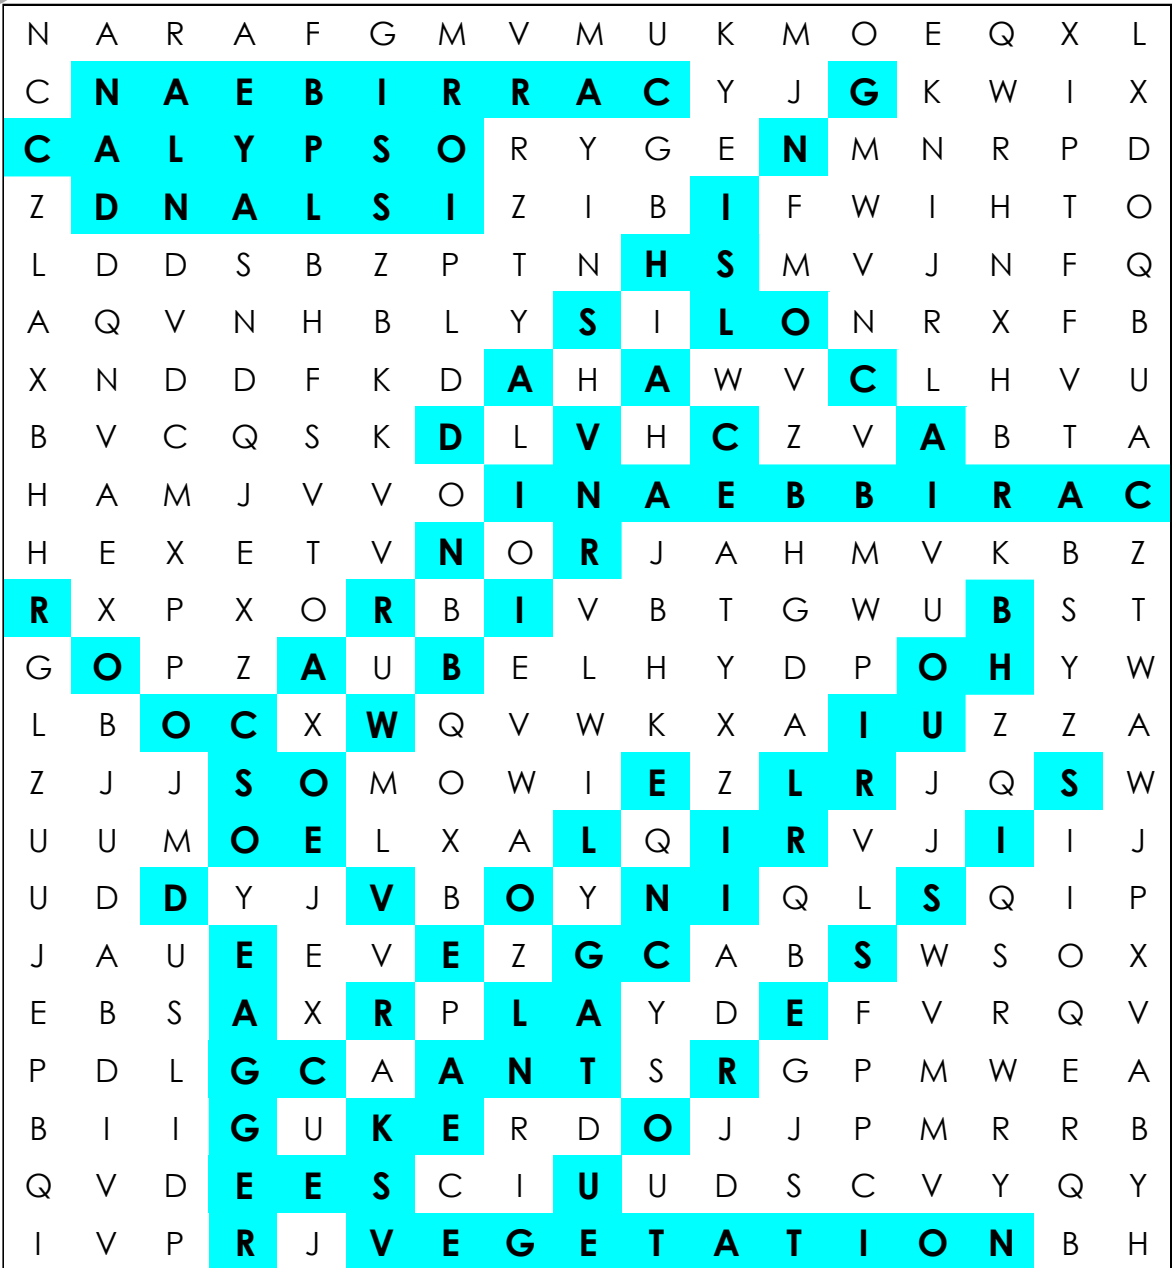 N A R A F G M V M U K M O E Q X L
C N A E B I R R A C Y J G K W I X
C A L Y P S O R Y G E N M N R P D
Z D N A L S I Z I B I F W I H T O
L D D S B Z P T N H S M V J N F Q
A Q V N H B L Y S I L O N R X F B
X N D D F K D A H A W V C L H V U
B V C Q S K D L V H C Z V A B T A
H A M J V V O I N A E B B I R A C
H E X E T V N O R J A H M V K B Z
R X P X O R B I V B T G W U B S T
G O P Z A U B E L H Y D P O H Y W
L B O C X W Q V W K X A I U Z Z A
Z J J S O M O W I E Z L R J Q S W
U U M O E L X A L Q I R V J I I J
U D D Y J V B O Y N I Q L S Q I P
J A U E E V E Z G C A B S W S O X
E B S A X R P L A Y D E F V R Q V
P D L G C A A N T S R G P M W E A
B I I G U K E R D O J J P M R R B
Q V D E E S C I U U D S C V Y Q Y
I V P R J V E G E T A T I O N B H